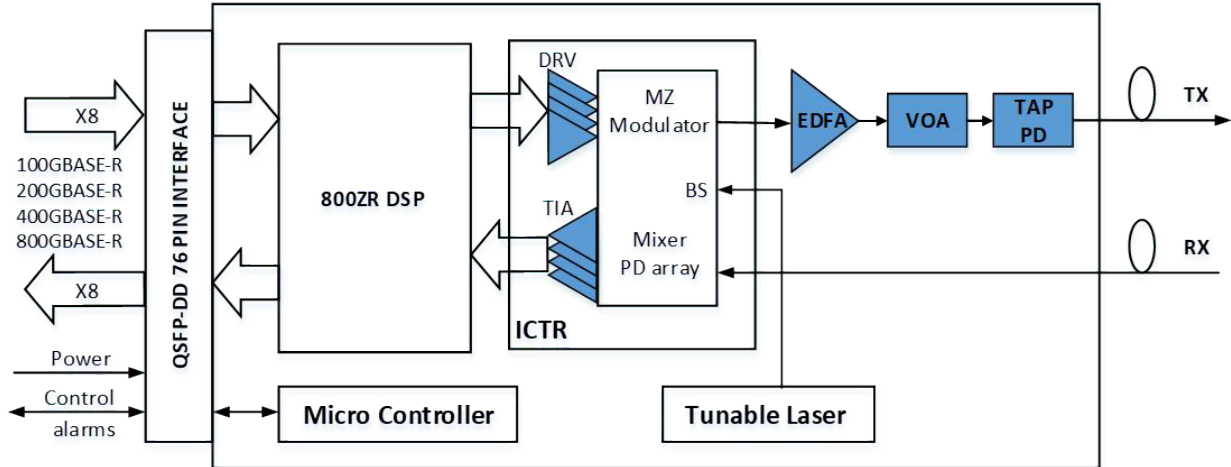 X8
100GBASE-R
200GBASE-R
400GBASE-R
800GBASE-R
X8
Power
Control
alarms
QSFP-DD 76 PIN INTERFACE
800ZR DSP
Micro Controller
DRV
MZ
Modulator
BS
TIA
Mixer
PD array
ICTR
Tunable Laser
EDFA
VOA
TAP
PD
TX
RX